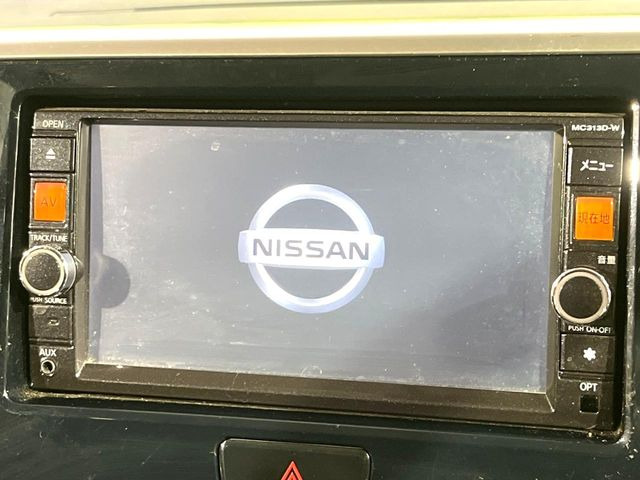 OPEN
MC313D-W
メニュー
AV
現在地
TRACK/TUNE
音量
NISSAN
PUSH SOURCE
PUSH ON-OFF
AUX
OPT